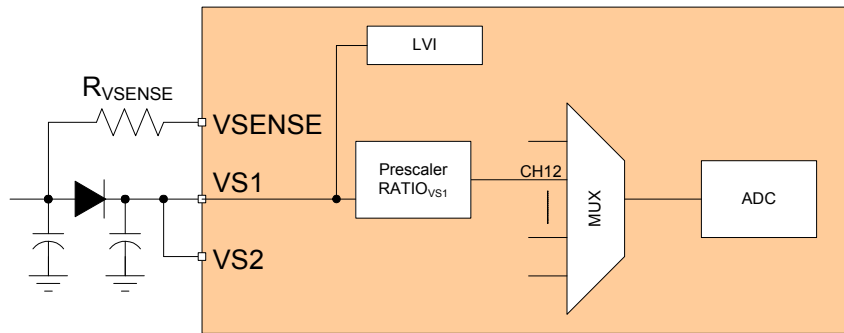 LVI
RVSENSE
VSENSE
VS1
Prescaler
RATIOVS1
CH12
MUX
ADC
VS2